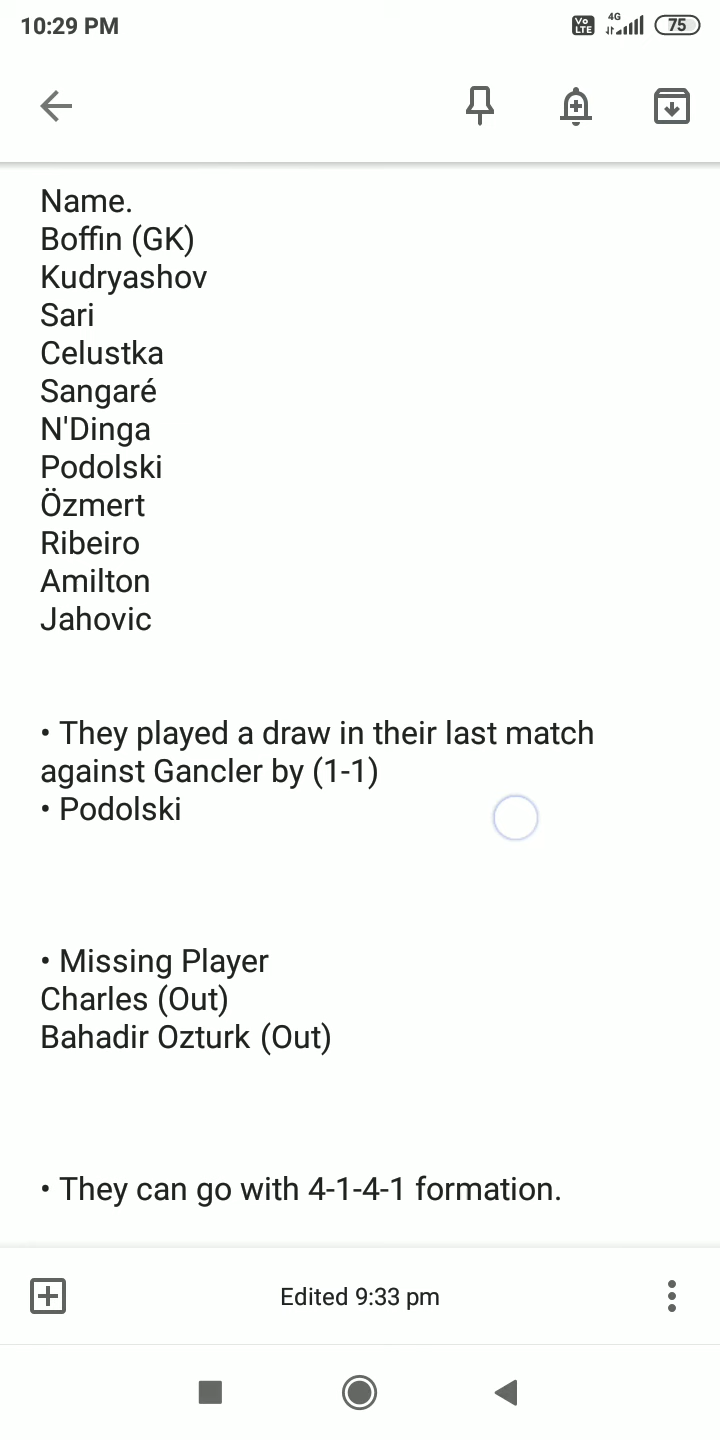 10:29 PM
Vo LTE 4G 75
Name.
Boffin (GK)
Kudryashov
Sari
Celustka
Sangaré
N'Dinga
Podolski
Özmert
Ribeiro
Amilton
Jahovic
• They played a draw in their last match
against Gancler by (1-1)
• Podolski
• Missing Player
Charles (Out)
Bahadir Ozturk (Out)
• They can go with 4-1-4-1 formation.
Edited 9:33 pm